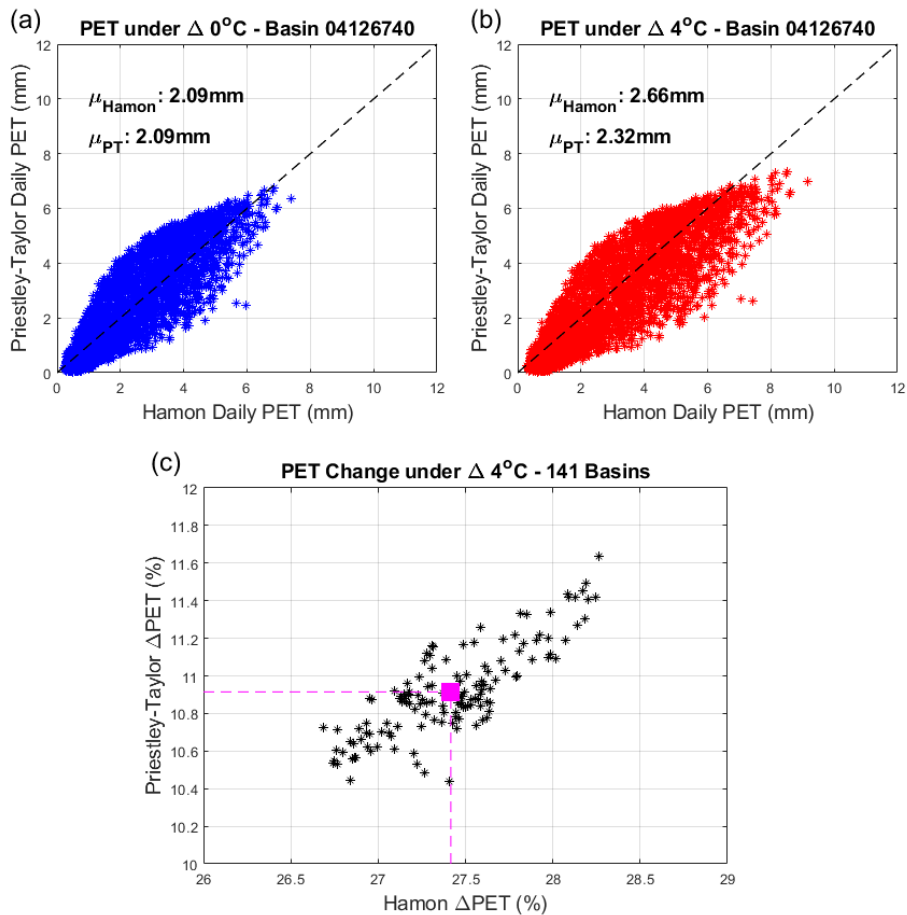 (a)
PET under Δ 0°C - Basin 04126740
12
10
8
6
4
2
0
μHamon: 2.09mm
μPT: 2.09mm
Priestley-Taylor Daily PET (mm)
0 2 4 6 8 10 12
Hamon Daily PET (mm)
(b)
PET under Δ 4°C - Basin 04126740
12
10
8
6
4
2
0
μHamon: 2.66mm
μPT: 2.32mm
Priestley-Taylor Daily PET (mm)
0 2 4 6 8 10 12
Hamon Daily PET (mm)
(c)
PET Change under Δ 4°C - 141 Basins
12
11.8
11.6
11.4
11.2
11
10.8
10.6
10.4
10.2
10
Priestley-Taylor ΔPET (%)
26 26.5 27 27.5 28 28.5 29
Hamon ΔPET (%)